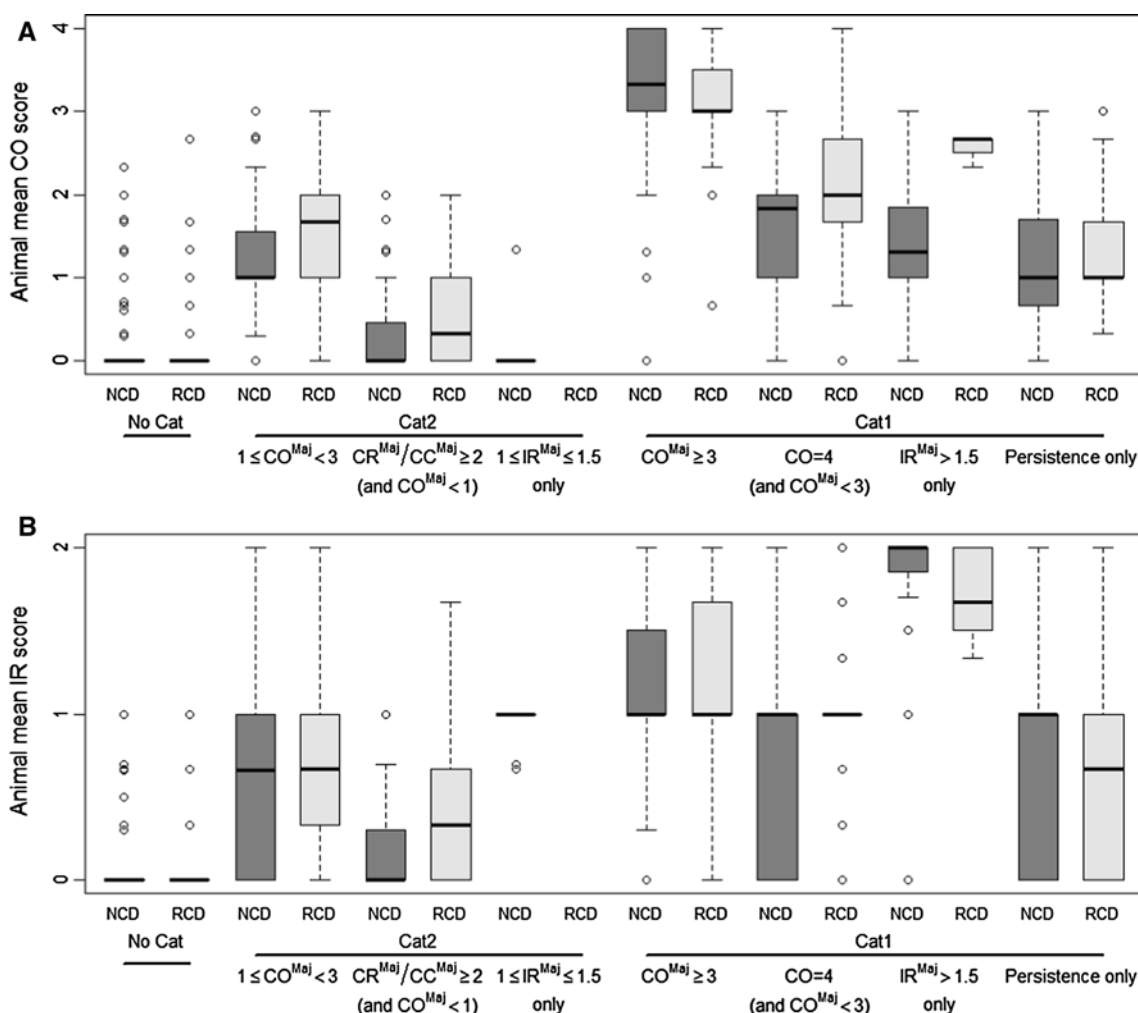 A
Animal mean CO score
4
3
2
1
0
NCD RCD NCD RCD NCD RCD NCD RCD NCD RCD NCD RCD NCD RCD NCD RCD
No Cat Cat2 Cat1
1 ≤ CO^Maj < 3 CR^Maj/CC^Maj ≥ 2 1 ≤ IR^Maj ≤ 1.5 CO^Maj ≥ 3 CO=4 IR^Maj > 1.5 Persistence only
(and CO^Maj < 1) only (and CO^Maj < 3) only
B
Animal mean IR score
2
1
0
NCD RCD NCD RCD NCD RCD NCD RCD NCD RCD NCD RCD NCD RCD NCD RCD
No Cat Cat2 Cat1
1 ≤ CO^Maj < 3 CR^Maj/CC^Maj ≥ 2 1 ≤ IR^Maj ≤ 1.5 CO^Maj ≥ 3 CO=4 IR^Maj > 1.5 Persistence only
(and CO^Maj < 1) only (and CO^Maj < 3) only